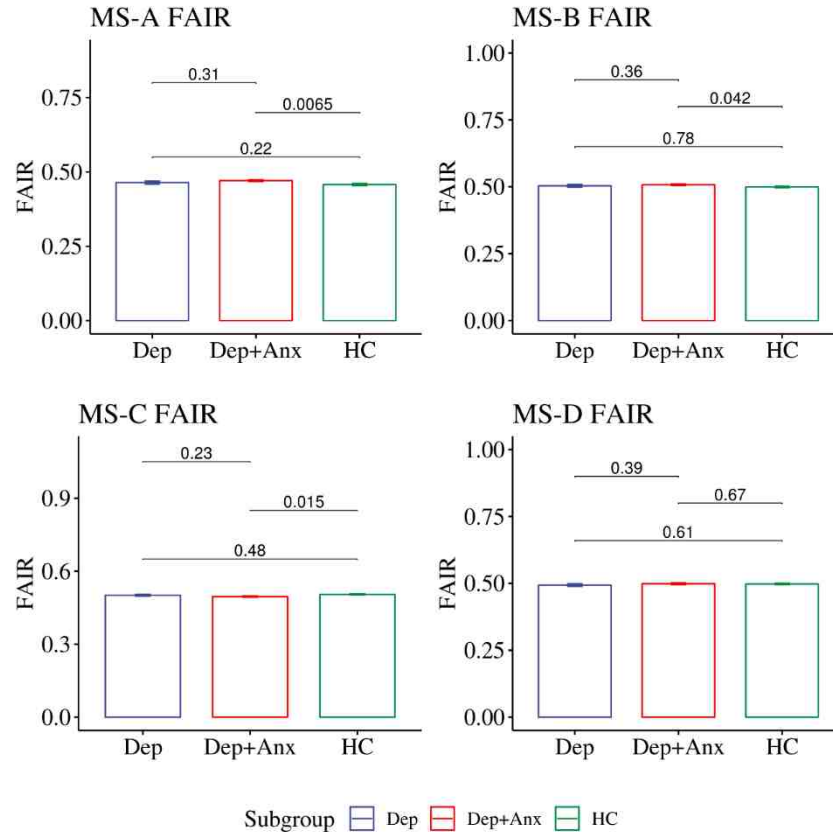 MS-A FAIR
FAIR
0.75
0.50
0.25
0.00
0.31
0.0065
0.22
Dep Dep+Anx HC
MS-B FAIR
FAIR
1.00
0.75
0.50
0.25
0.00
0.36
0.042
0.78
Dep Dep+Anx HC
MS-C FAIR
FAIR
0.9
0.6
0.3
0.0
0.23
0.015
0.48
Dep Dep+Anx HC
MS-D FAIR
FAIR
1.00
0.75
0.50
0.25
0.00
0.39
0.67
0.61
Dep Dep+Anx HC
Subgroup Dep Dep+Anx HC